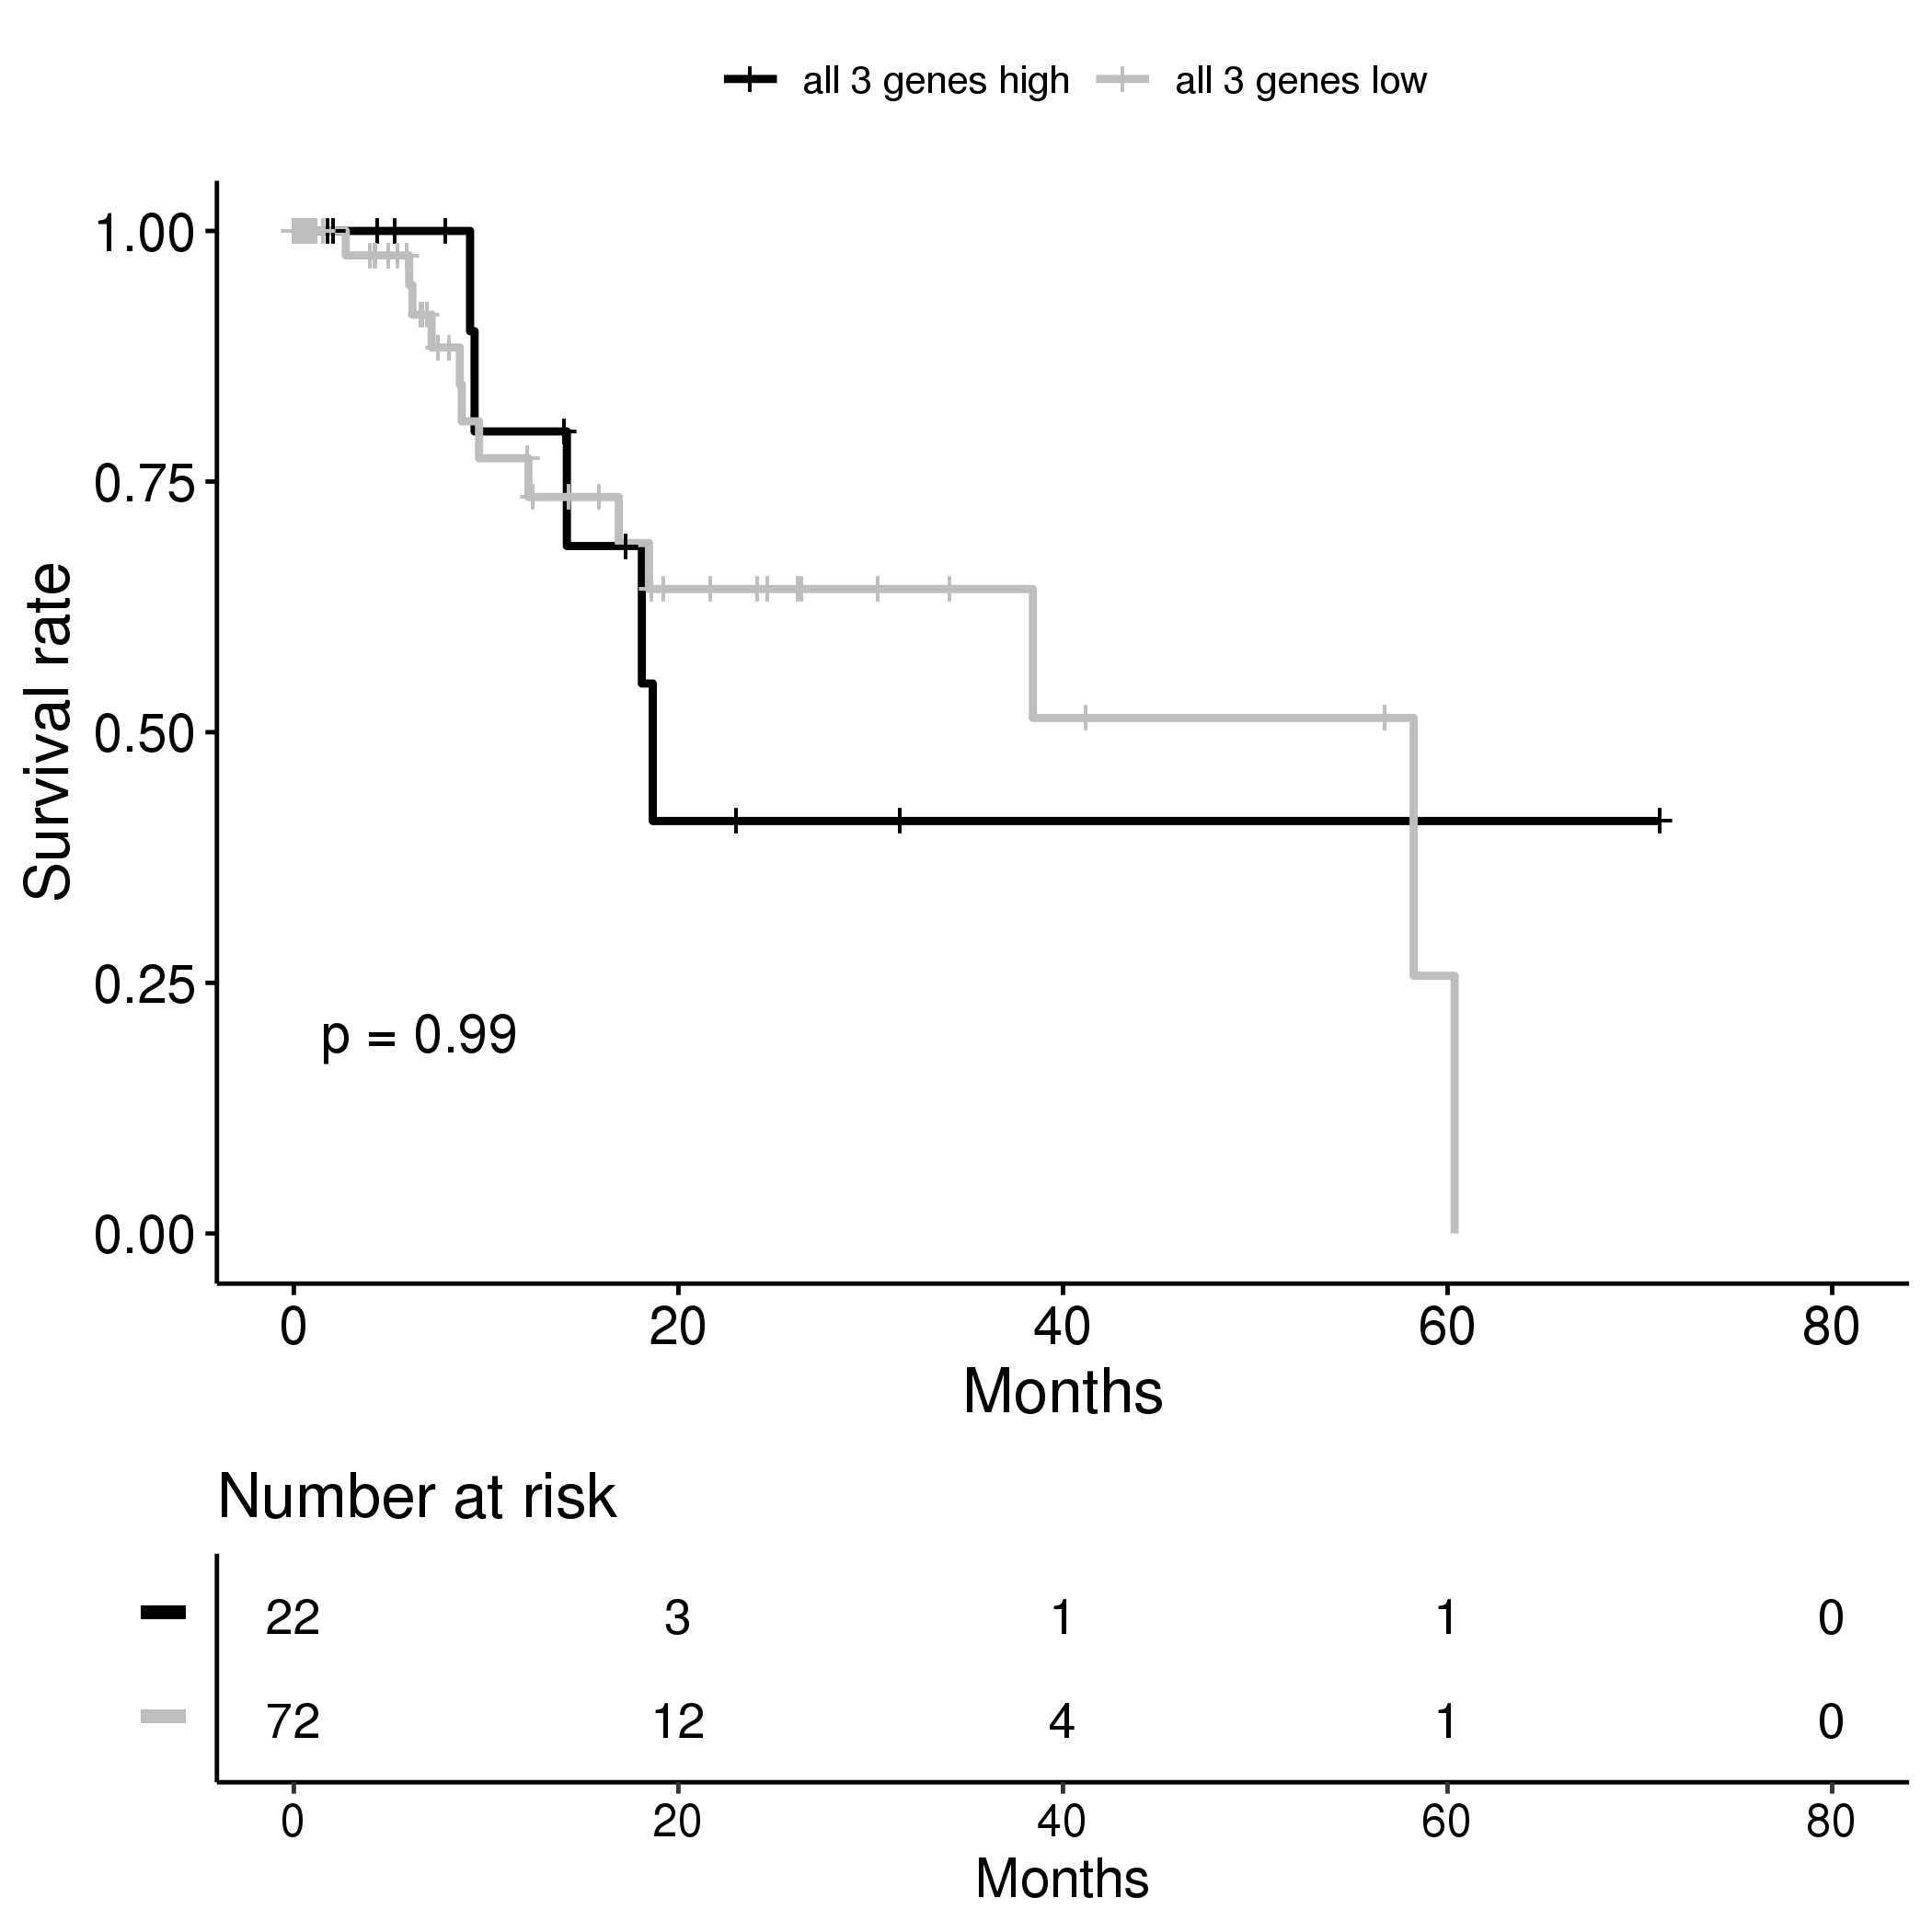 all 3 genes high all 3 genes low
1.00
0.75
0.50
0.25
0.00
Survival rate
p = 0.99
0 20 40 60 80
Months
Number at risk
22 3 1 1 0
72 12 4 1 0
0 20 40 60 80
Months